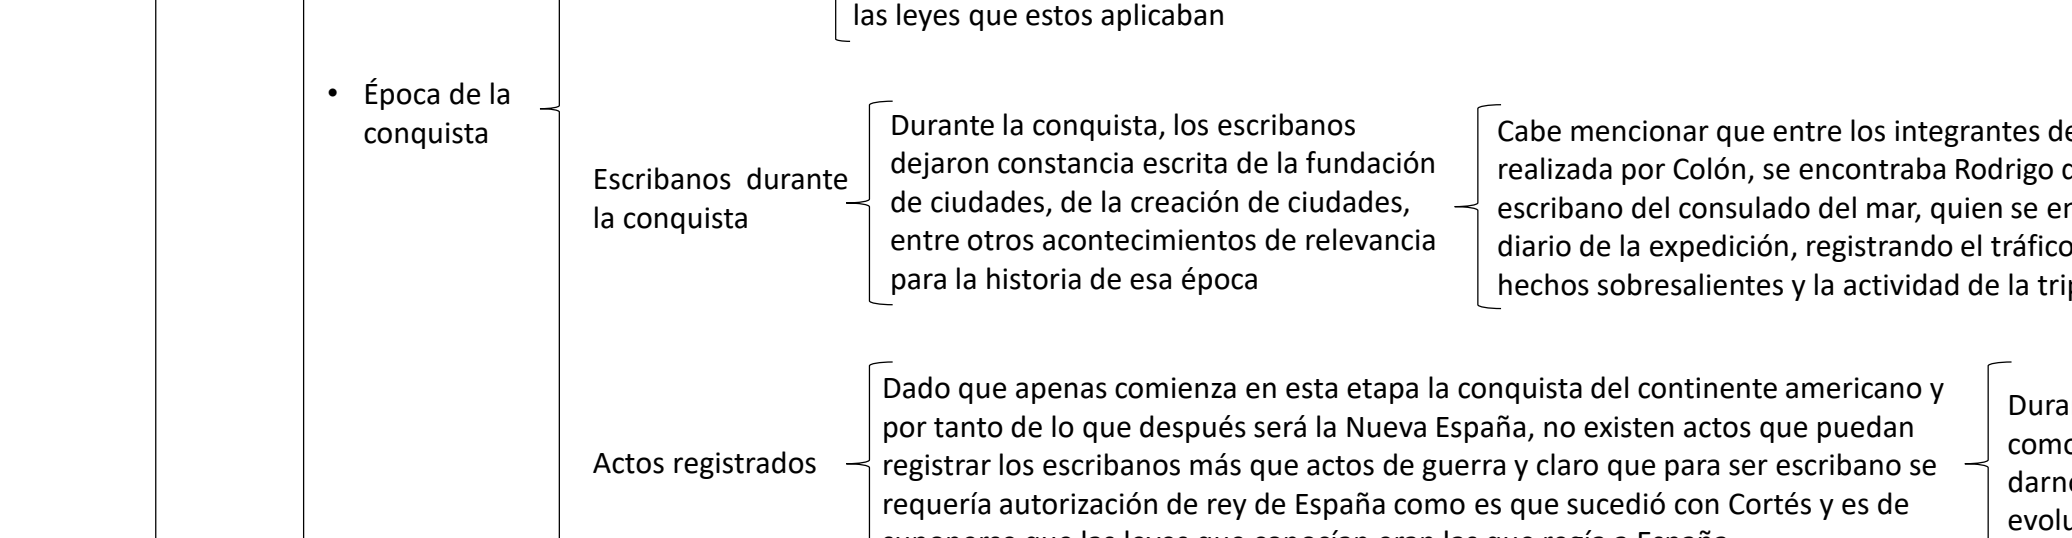 las leyes que estos aplicaban
• Época de la
conquista
Escribanos durante
la conquista
Durante la conquista, los escribanos
dejaron constancia escrita de la fundación
de ciudades, de la creación de ciudades,
entre otros acontecimientos de relevancia
para la historia de esa época
Cabe mencionar que entre los integrantes
realizada por Colón, se encontraba Rodrigo
escribano del consulado del mar, quien se
diario de la expedición, registrando el tráfico
hechos sobresalientes y la actividad de la
Actos registrados
Dado que apenas comienza en esta etapa la conquista del continente americano y
por tanto de lo que después será la Nueva España, no existen actos que puedan
registrar los escribanos más que actos de guerra y claro que para ser escribano se
requería autorización de rey de España como es que sucedió con Cortés y es de